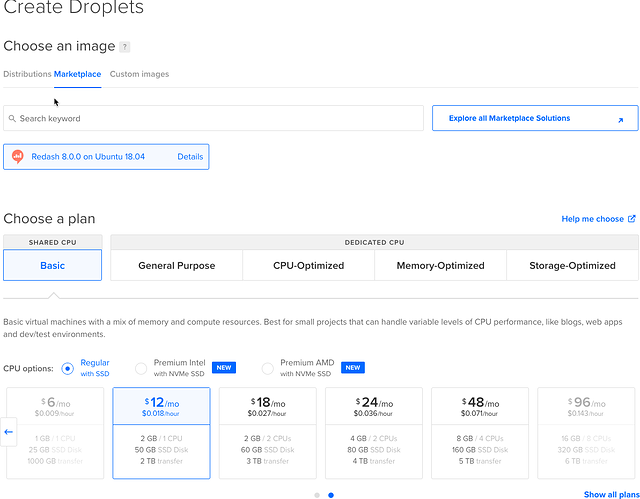 Create Droplets
Choose an image ?
Distributions Marketplace Custom images
Search keyword
Explore all Marketplace Solutions
Redash 8.0.0 on Ubuntu 18.04 Details
Choose a plan
Help me choose
SHARED CPU DEDICATED CPU
Basic General Purpose CPU-Optimized Memory-Optimized Storage-Optimized
Basic virtual machines with a mix of memory and compute resources. Best for small projects that can handle variable levels of CPU performance, like blogs, web apps
and dev/test environments.
CPU options: Regular with SSD Premium Intel with NVMe SSD NEW Premium AMD with NVMe SSD NEW
$6/mo $12/mo $18/mo $24/mo $48/mo $96/mo
$0.009/hour $0.018/hour $0.027/hour $0.036/hour $0.071/hour $0.143/hour
1 GB / 1 CPU 2 GB / 1 CPU 2 GB / 2 CPUs 4 GB / 2 CPUs 8 GB / 4 CPUs 16 GB / 8 CPUs
25 GB SSD Disk 50 GB SSD Disk 60 GB SSD Disk 80 GB SSD Disk 160 GB SSD Disk 320 GB SSD Disk
1000 GB transfer 2 TB transfer 3 TB transfer 4 TB transfer 5 TB transfer 6 TB transfer
Show all plans